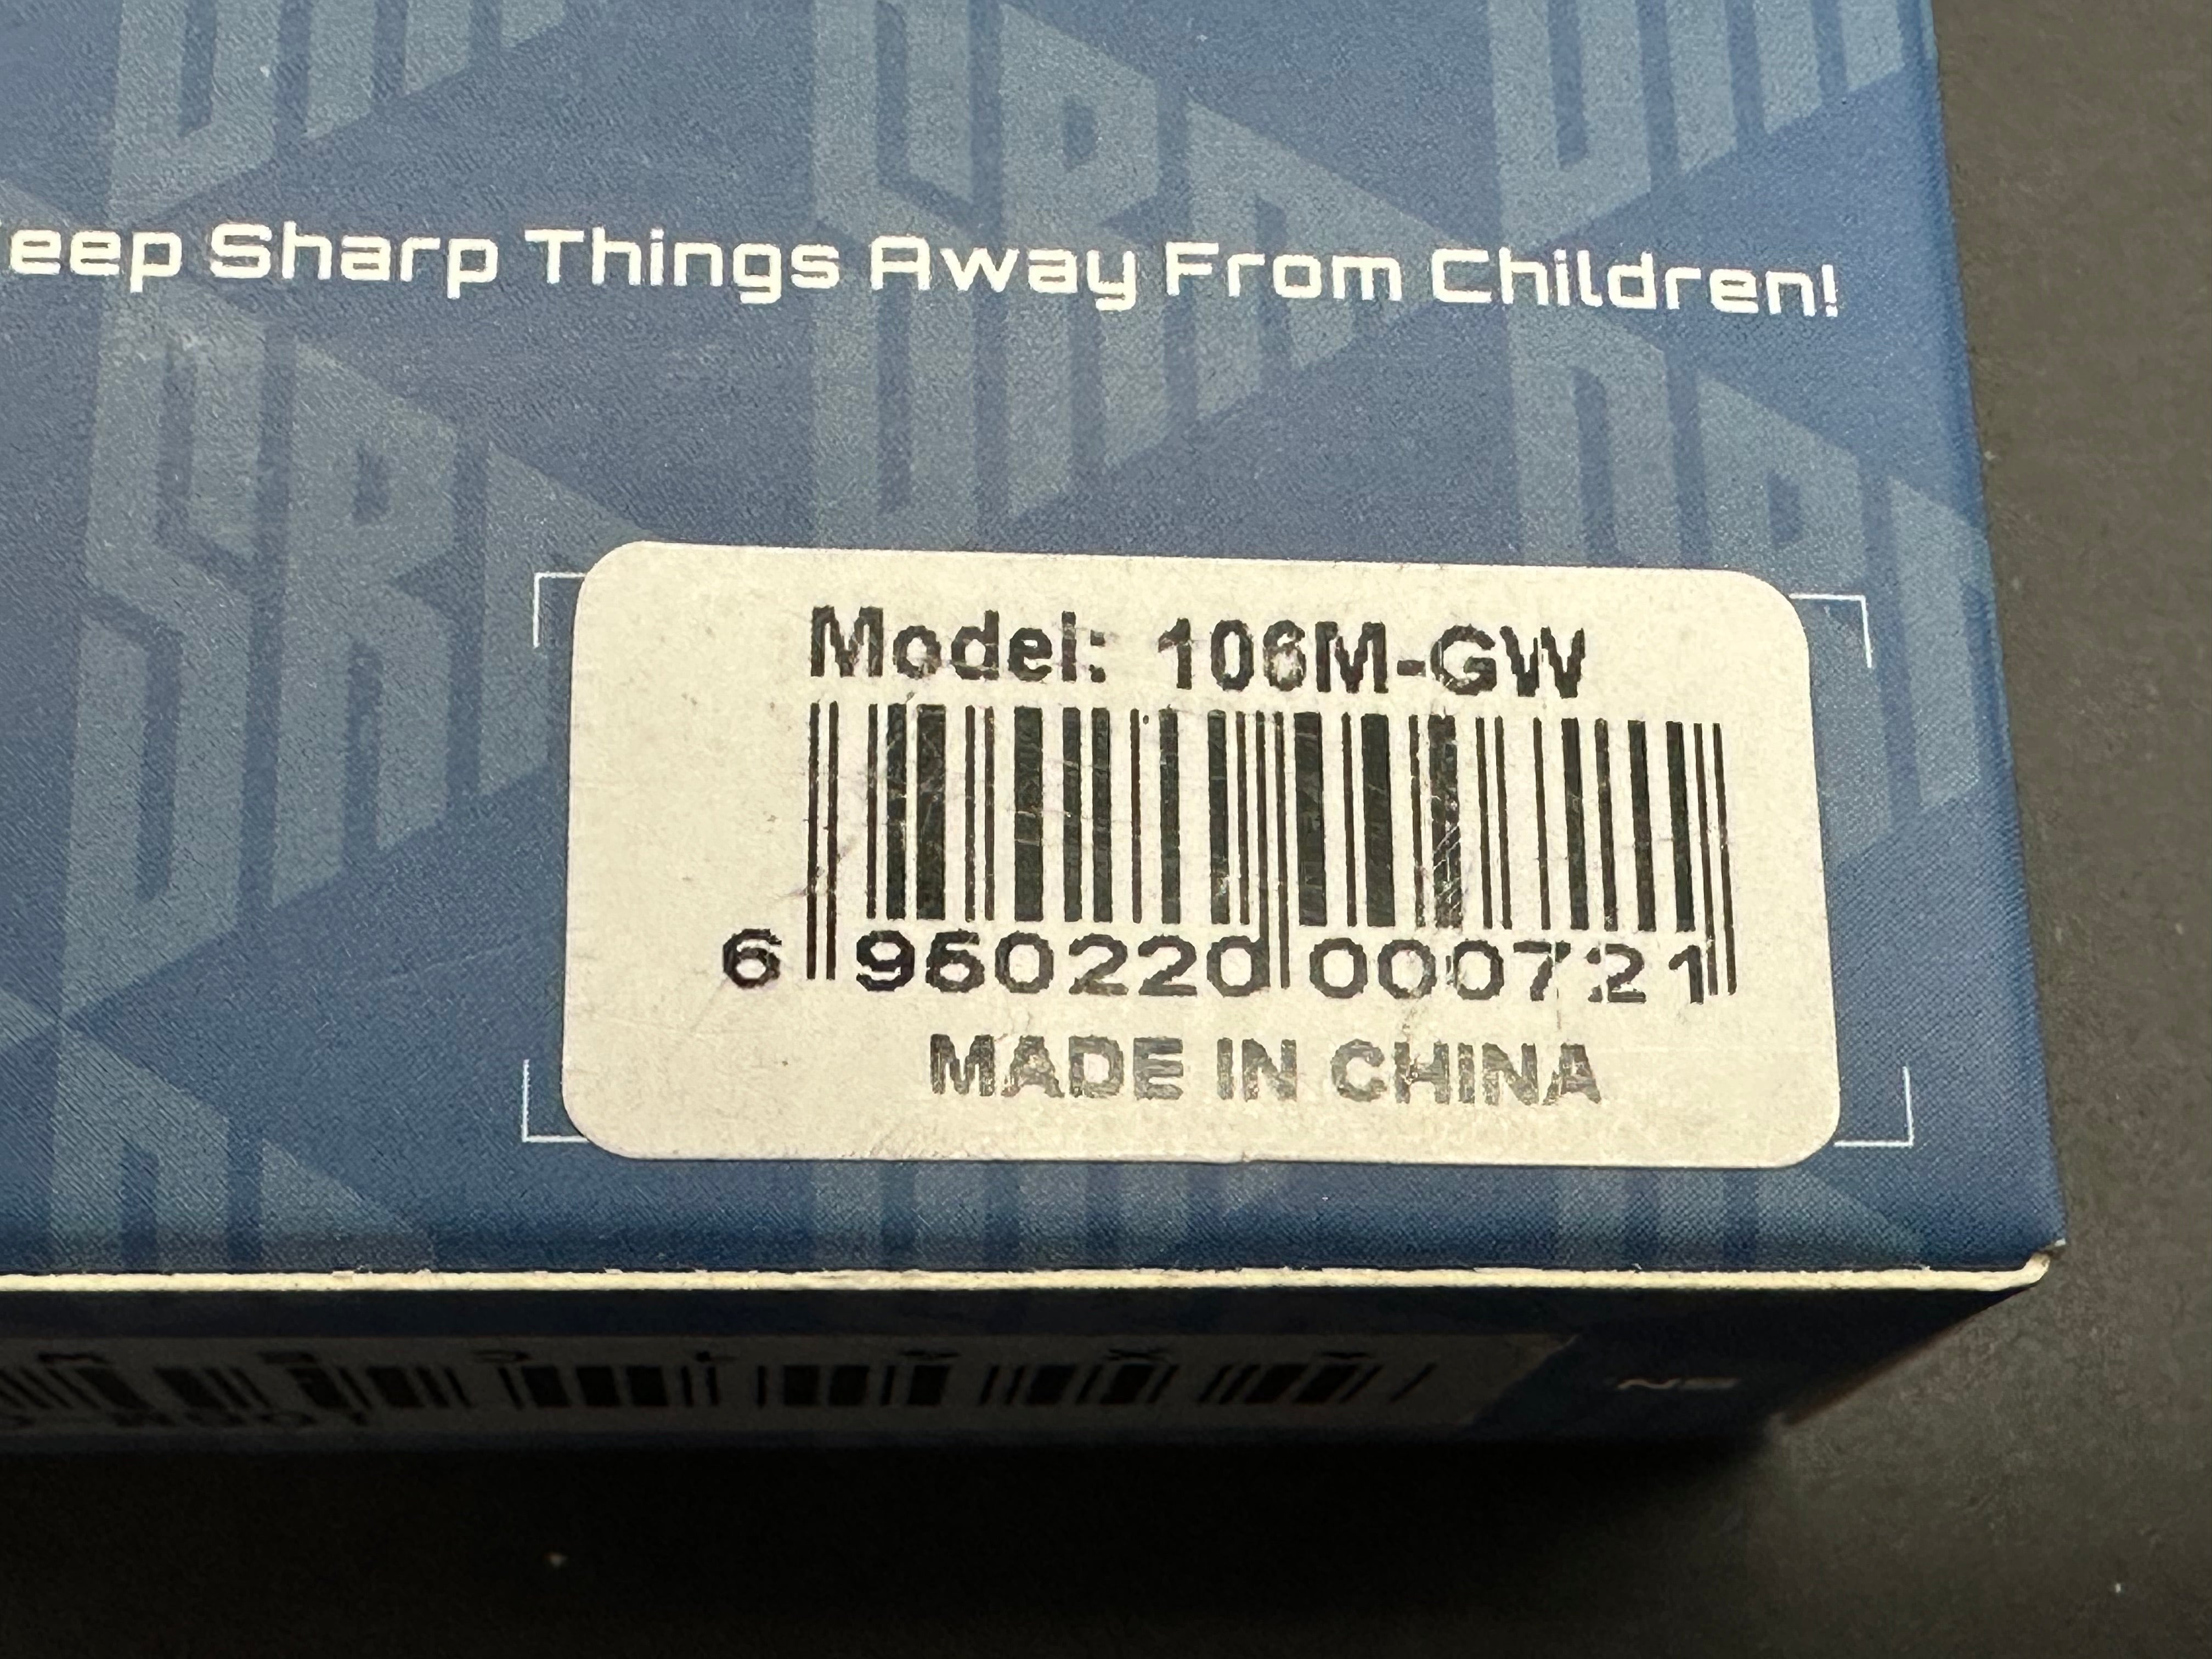 eep Sharp Things Away From Children!
Model: 106M-GW
6 950220 000721
MADE IN CHINA